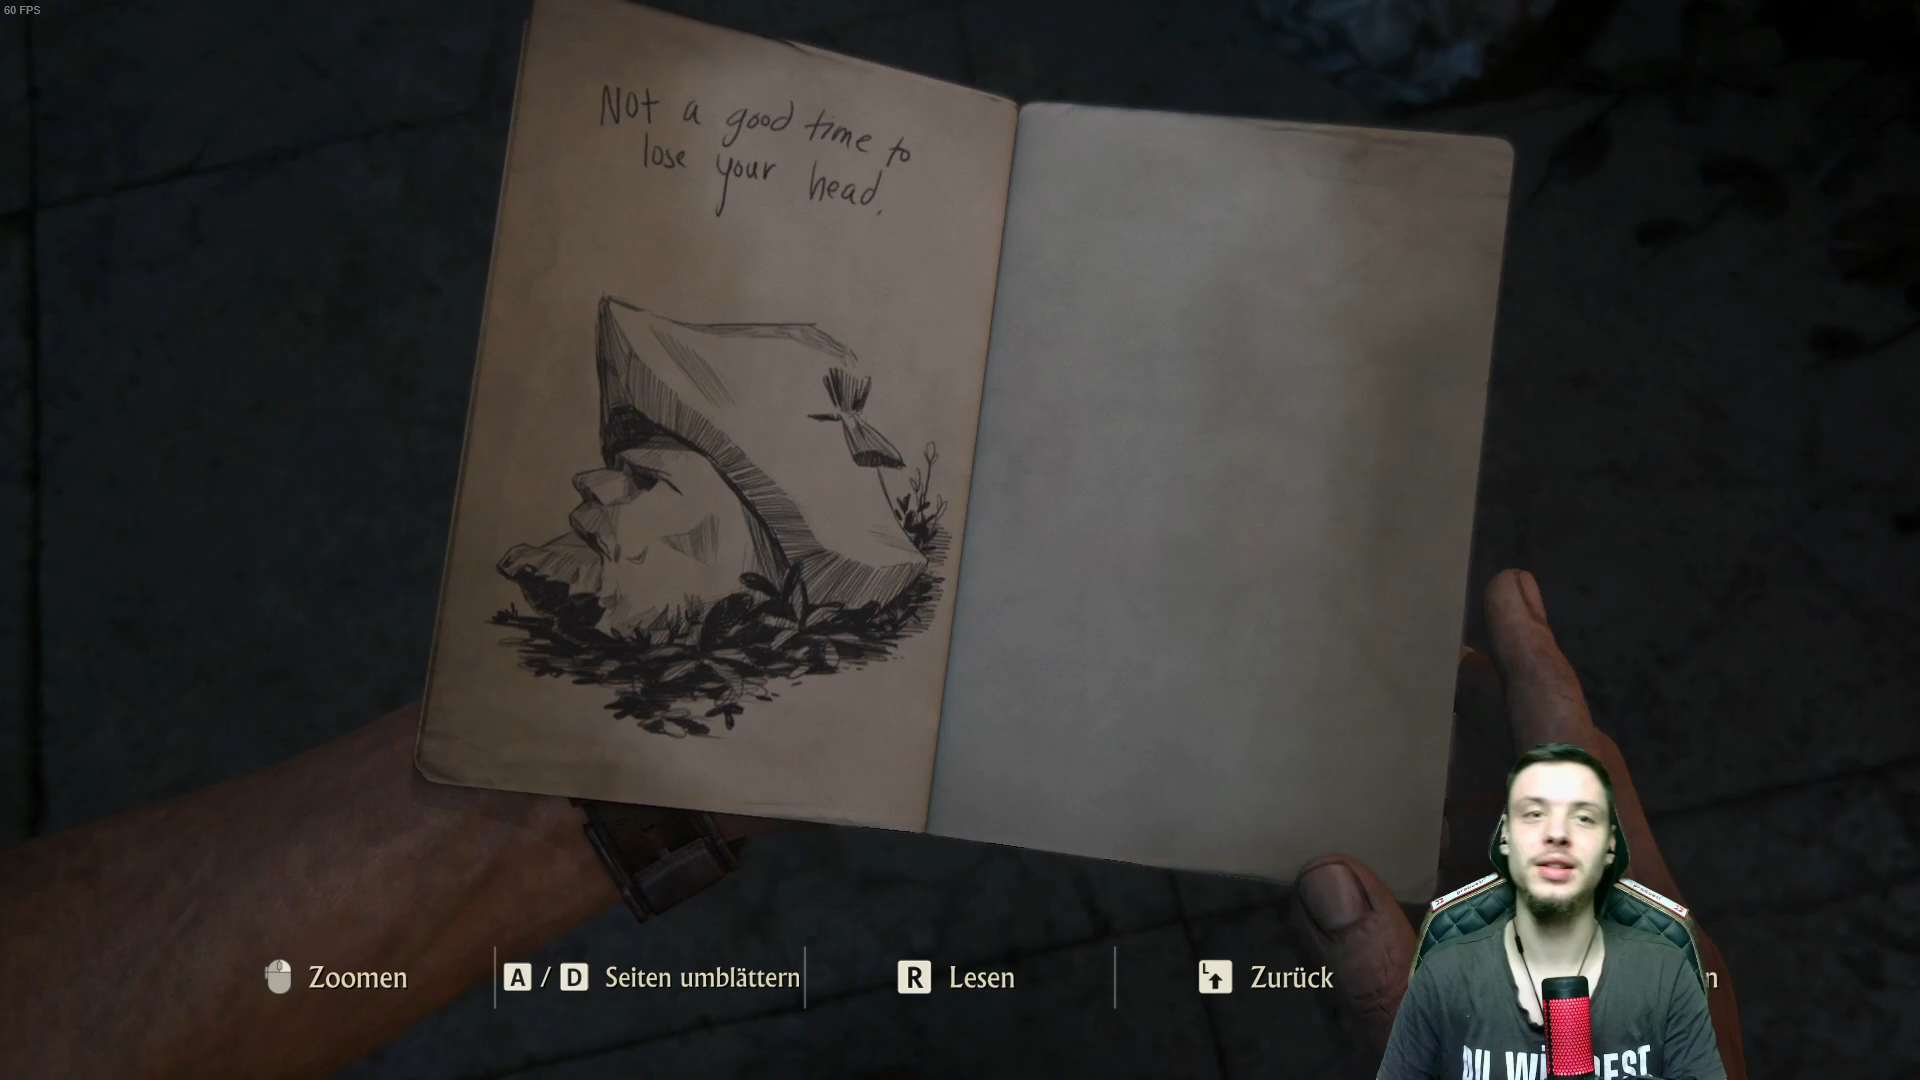 60 FPS
Not a good time to
lose your head.
Zoomen
A / D Seiten umblättern
R Lesen
L Zurück